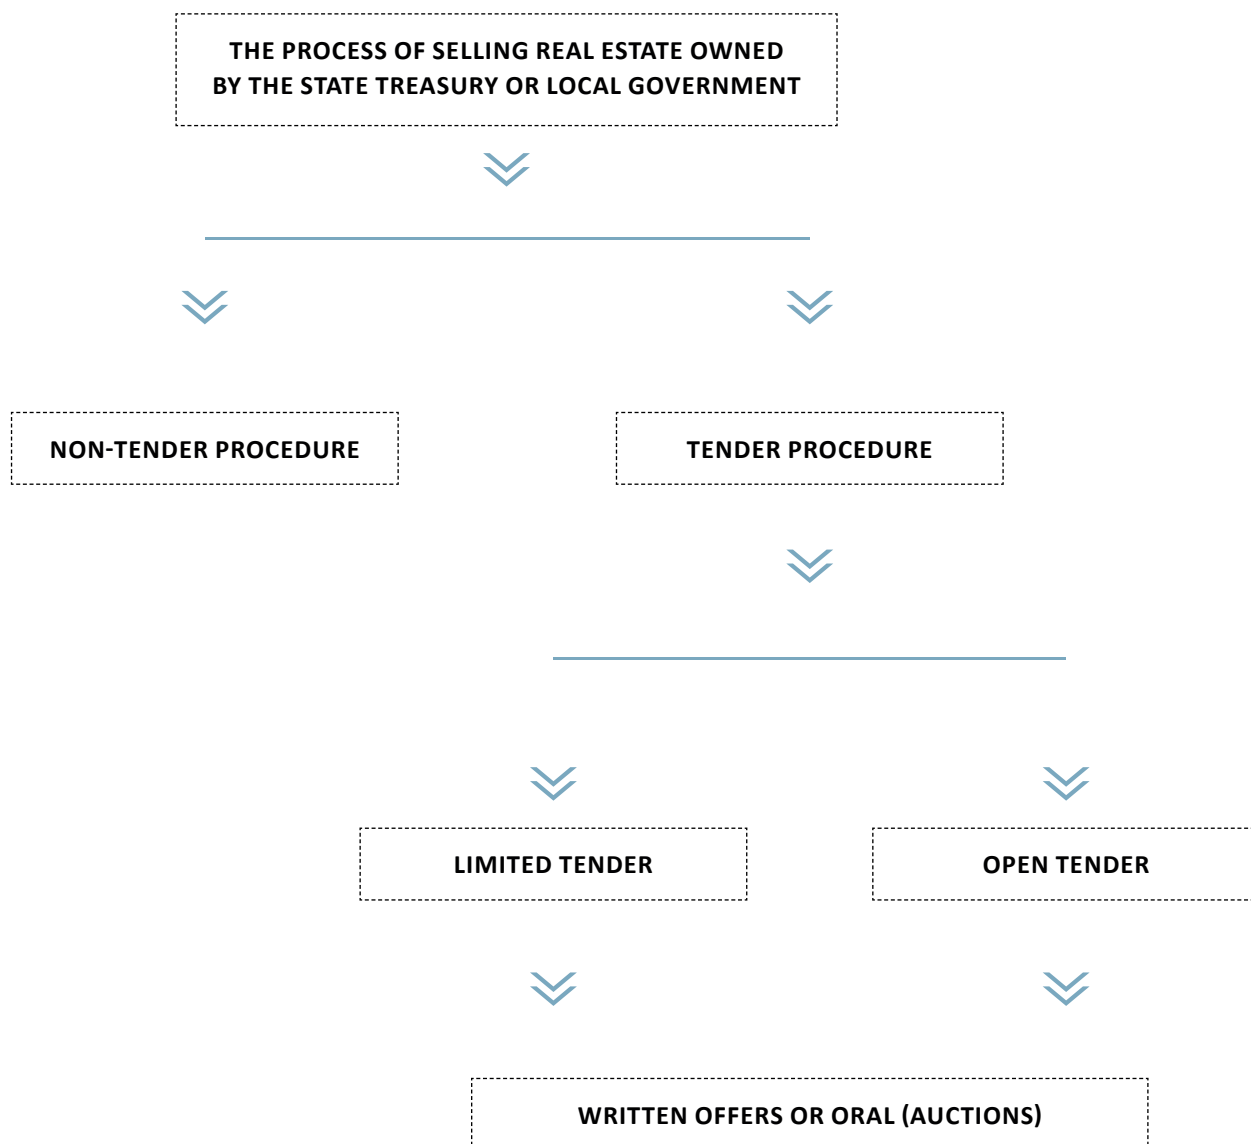 THE PROCESS OF SELLING REAL ESTATE OWNED
BY THE STATE TREASURY OR LOCAL GOVERNMENT
NON-TENDER PROCEDURE
TENDER PROCEDURE
LIMITED TENDER
OPEN TENDER
WRITTEN OFFERS OR ORAL (AUCTIONS)